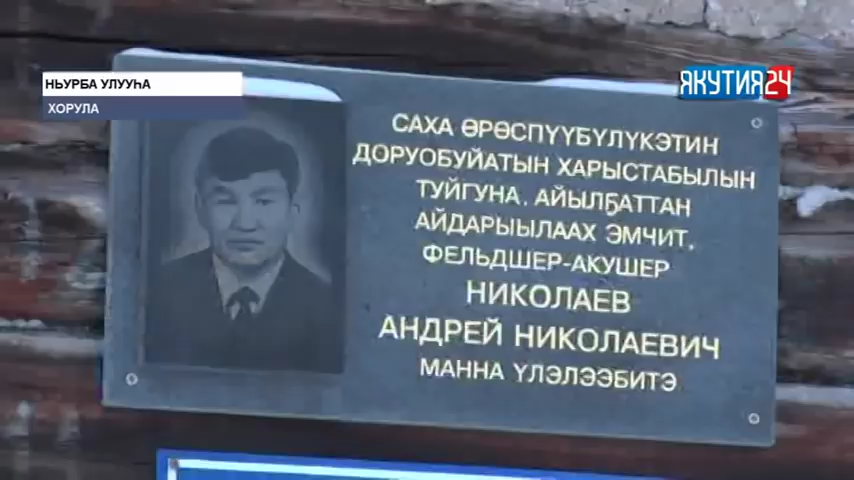 НЬУРБА УЛУУҺА
ХОРУЛА
ЯКУТИЯ24
САХА ӨРӨСПҮҮБҮЛҮКЭТИН
ДОРУОБУЙАТЫН ХАРЫСТАБЫЛЫН
ТУЙГУНА, АЙЫЛҔАТТАН
АЙДАРЫЫЛААХ ЭМЧИТ,
ФЕЛЬДШЕР-АКУШЕР
НИКОЛАЕВ
АНДРЕЙ НИКОЛАЕВИЧ
МАННА ҮЛЭЛЭЭБИТЭ